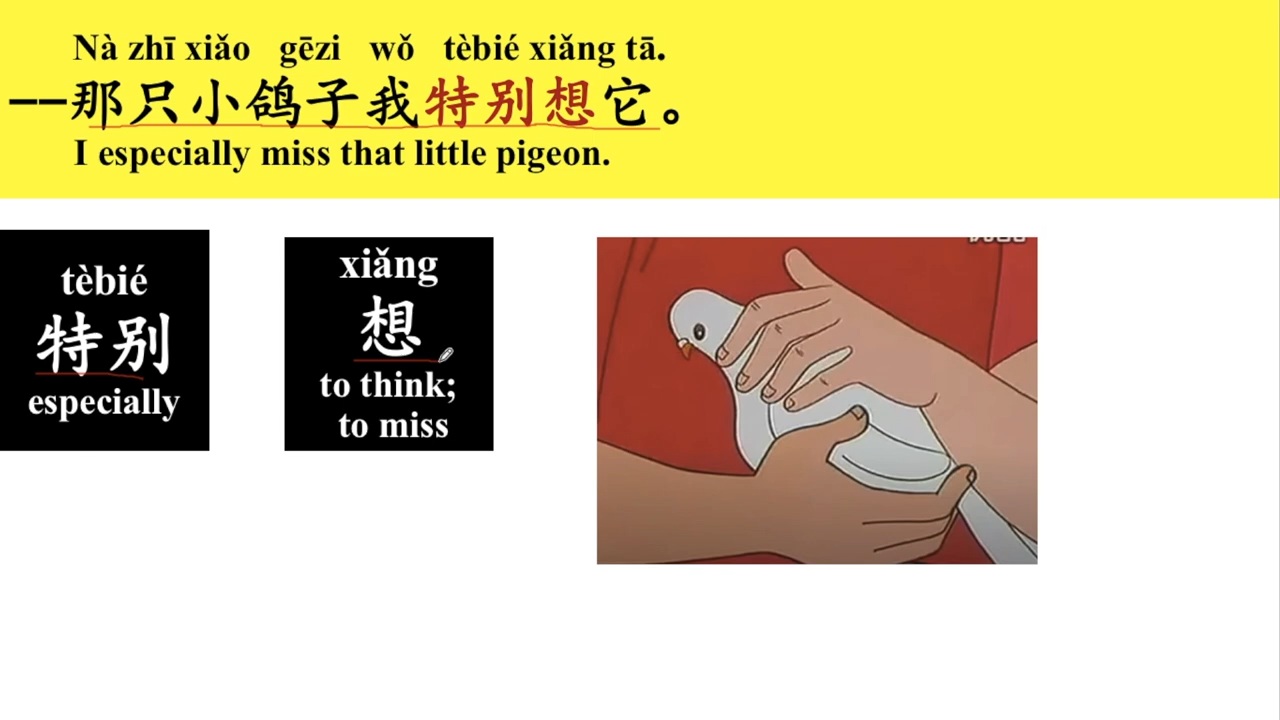 Nà zhī xiǎo gēzi wǒ tèbié xiǎng tā.
--那只小鸽子我特别想它。
I especially miss that little pigeon.
tèbié
特别
especially
xiǎng
想
to think;
to miss